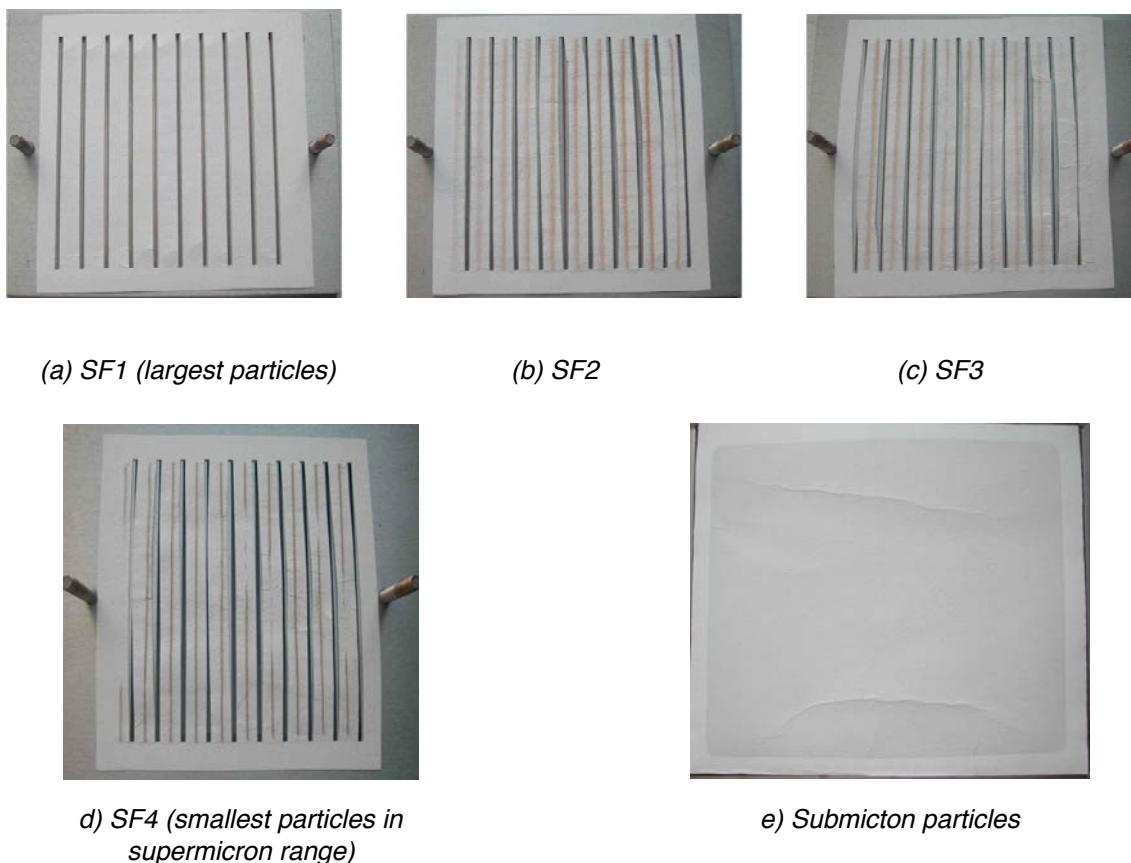 (a) SF1 (largest particles)
(b) SF2
(c) SF3
d) SF4 (smallest particles in
supermicron range)
e) Submicton particles